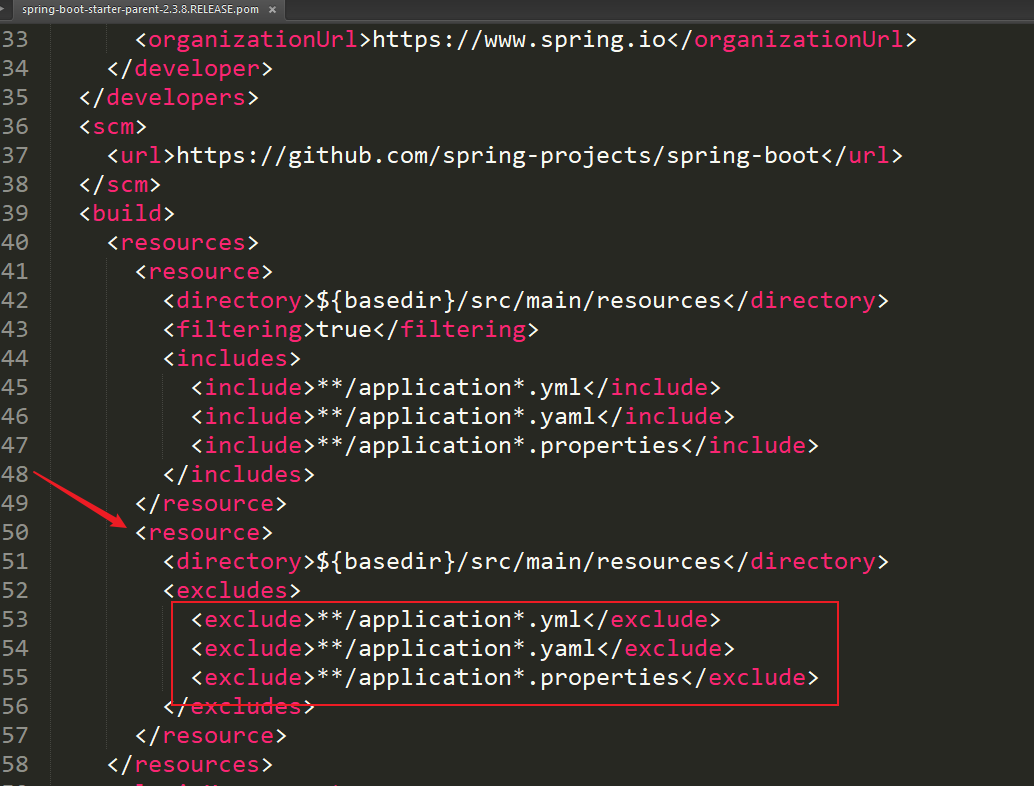 spring-boot-starter-parent-2.3.8.RELEASE.pom ×
33 <organizationUrl>https://www.spring.io</organizationUrl>
34 </developer>
35 </developers>
36 <scm>
37 <url>https://github.com/spring-projects/spring-boot</url>
38 </scm>
39 <build>
40 <resources>
41 <resource>
42 <directory>${basedir}/src/main/resources</directory>
43 <filtering>true</filtering>
44 <includes>
45 <include>**/application*.yml</include>
46 <include>**/application*.yaml</include>
47 <include>**/application*.properties</include>
48 </includes>
49 </resource>
50 <resource>
51 <directory>${basedir}/src/main/resources</directory>
52 <excludes>
53 <exclude>**/application*.yml</exclude>
54 <exclude>**/application*.yaml</exclude>
55 <exclude>**/application*.properties</exclude>
56 </excludes>
57 </resource>
58 </resources>